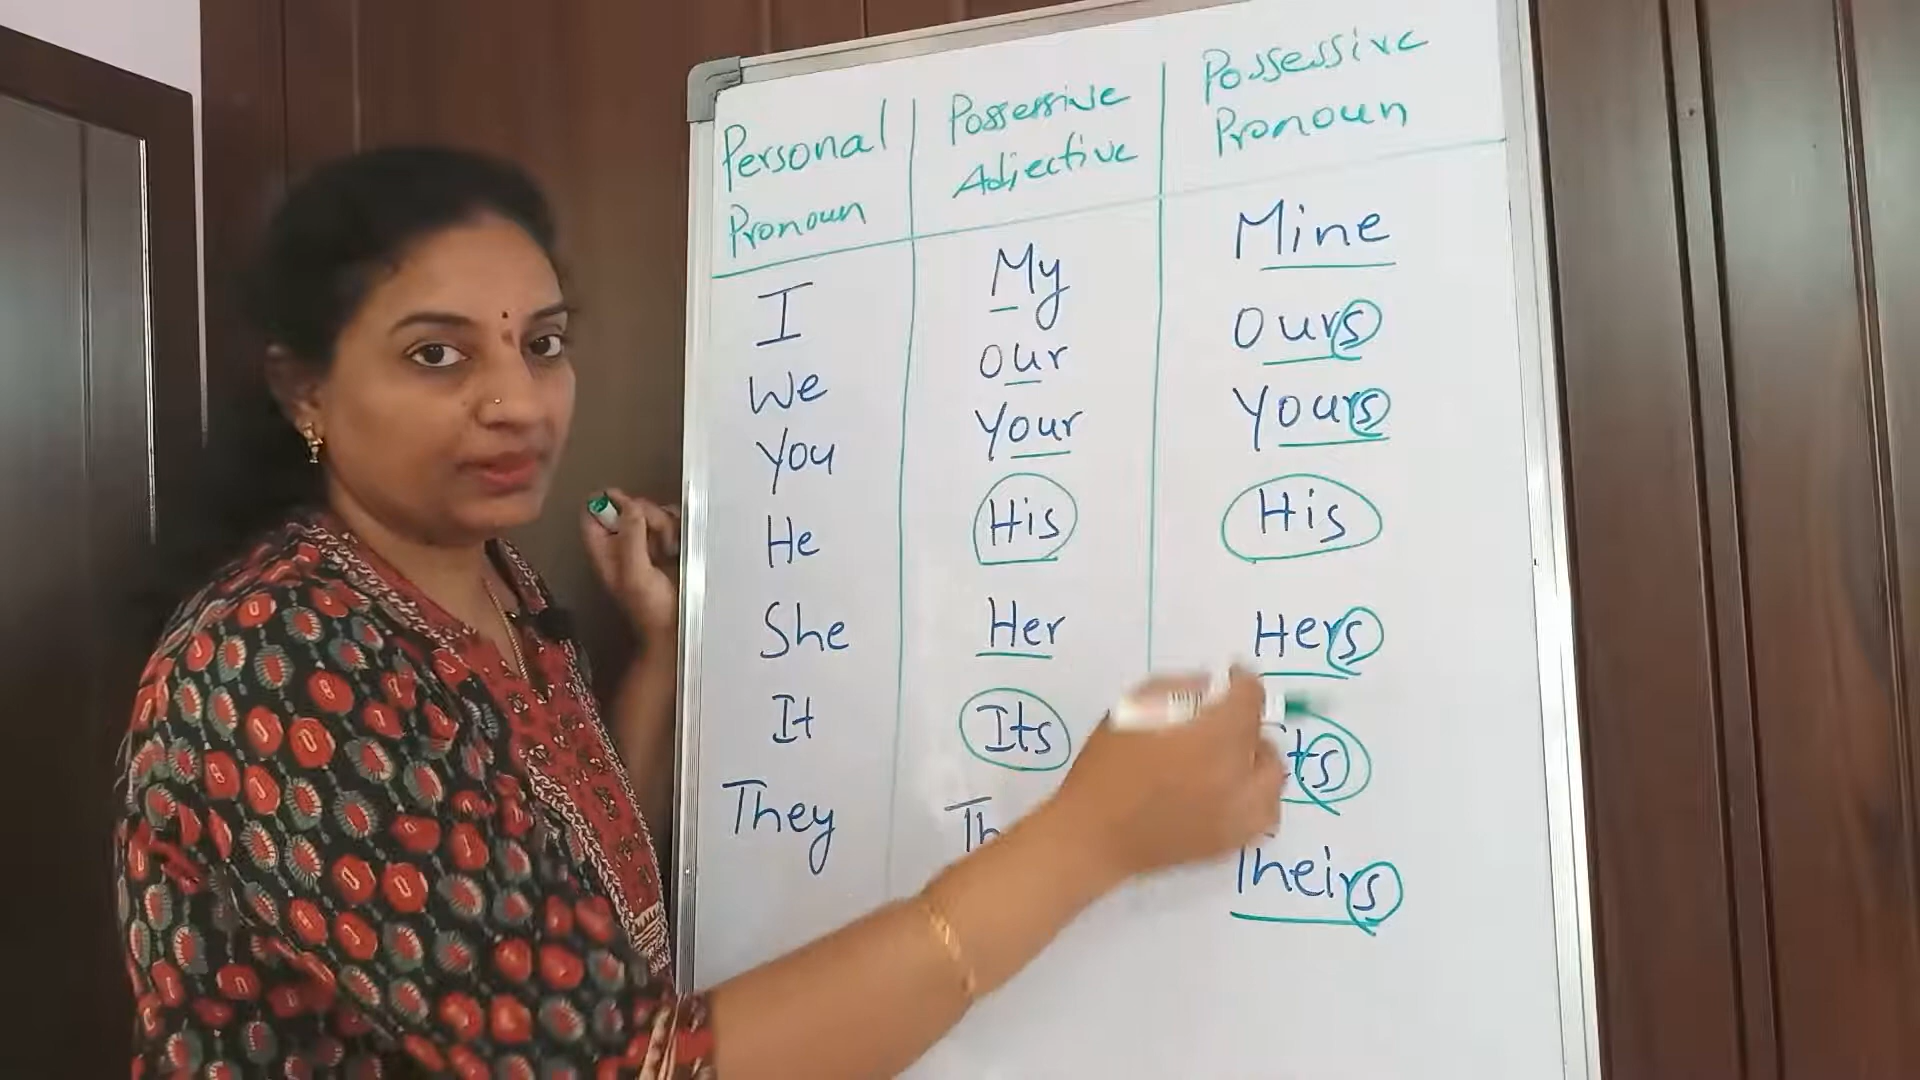 Personal Pronoun
Possessive Adjective
Possessive Pronoun
I My Mine
We our Ours
You Your Yours
He His His
She Her Hers
It Its
They Theirs